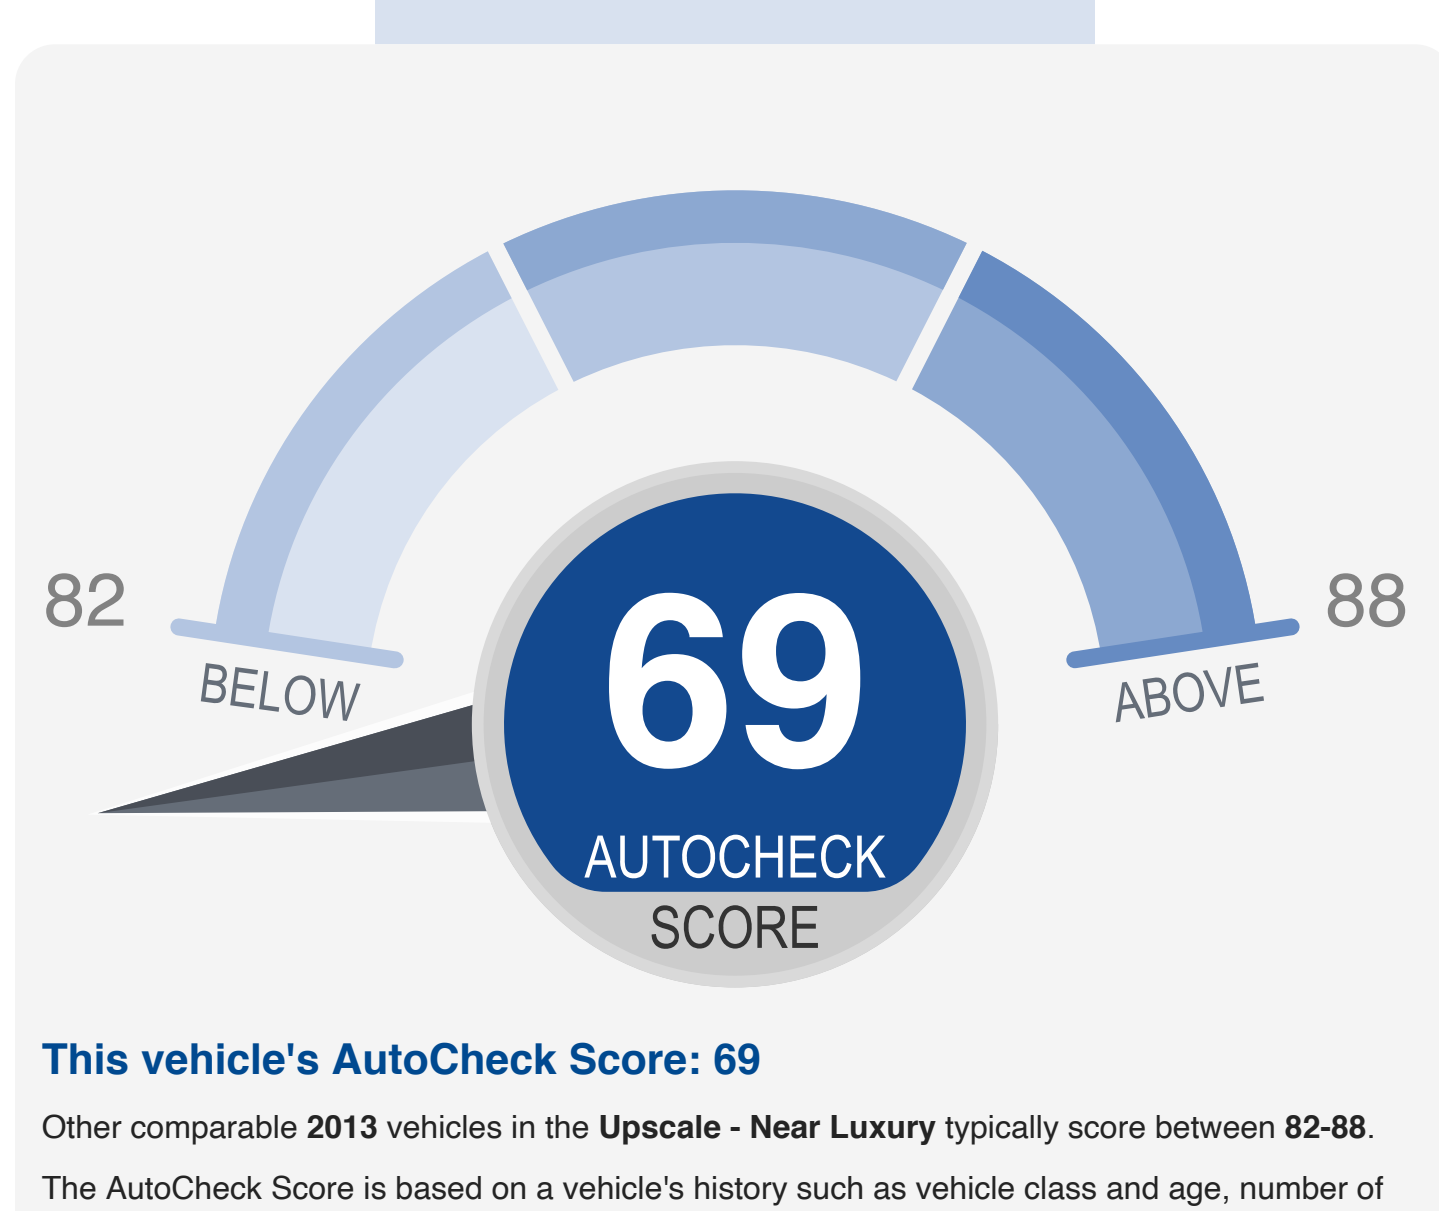 82
88
BELOW
ABOVE
69
AUTOCHECK
SCORE
This vehicle's AutoCheck Score: 69
Other comparable 2013 vehicles in the Upscale - Near Luxury typically score between 82-88.
The AutoCheck Score is based on a vehicle's history such as vehicle class and age, number of